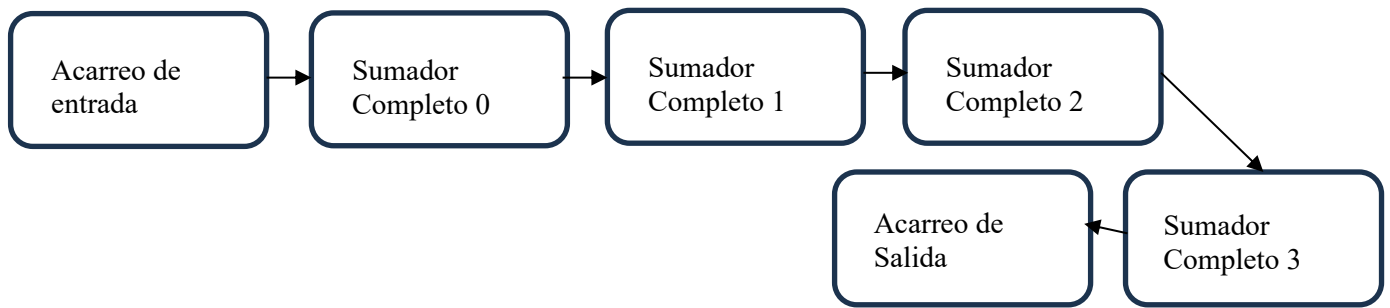 Acarreo de
entrada
Sumador
Completo 0
Sumador
Completo 1
Sumador
Completo 2
Sumador
Completo 3
Acarreo de
Salida